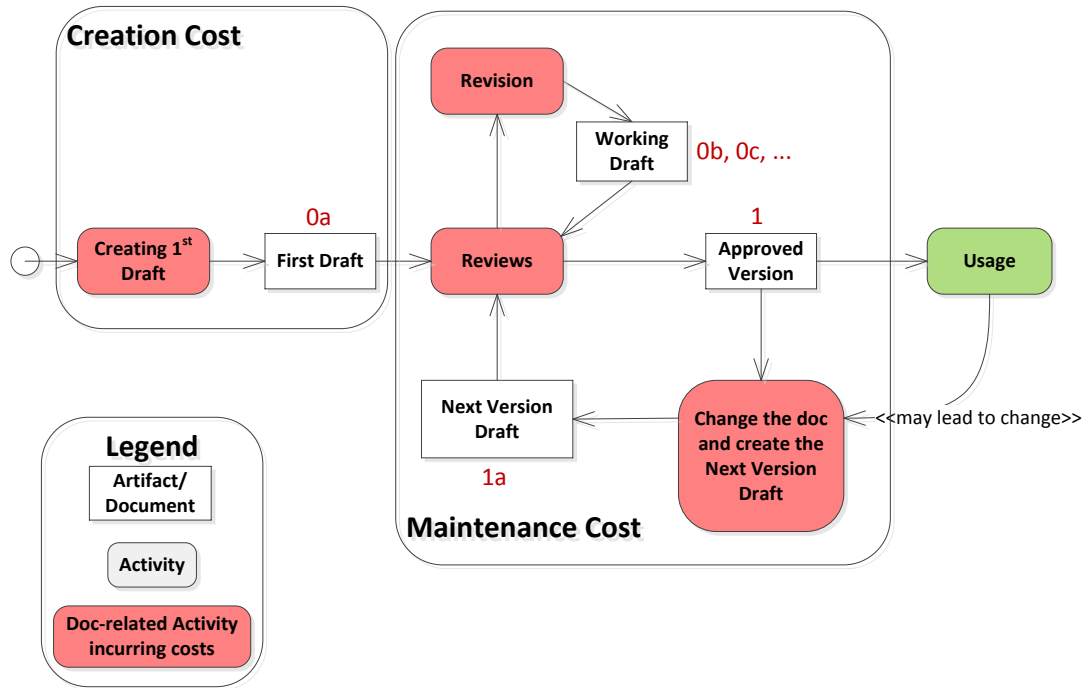 Creation Cost
Revision
Working
Draft
0b, 0c, ...
0a
1
Creating 1st
Draft
First Draft
Reviews
Approved
Version
Usage
Next Version
Draft
1a
Change the doc
and create the
Next Version
Draft
<<may lead to change>>
Maintenance Cost
Legend
Artifact/
Document
Activity
Doc-related Activity
incurring costs